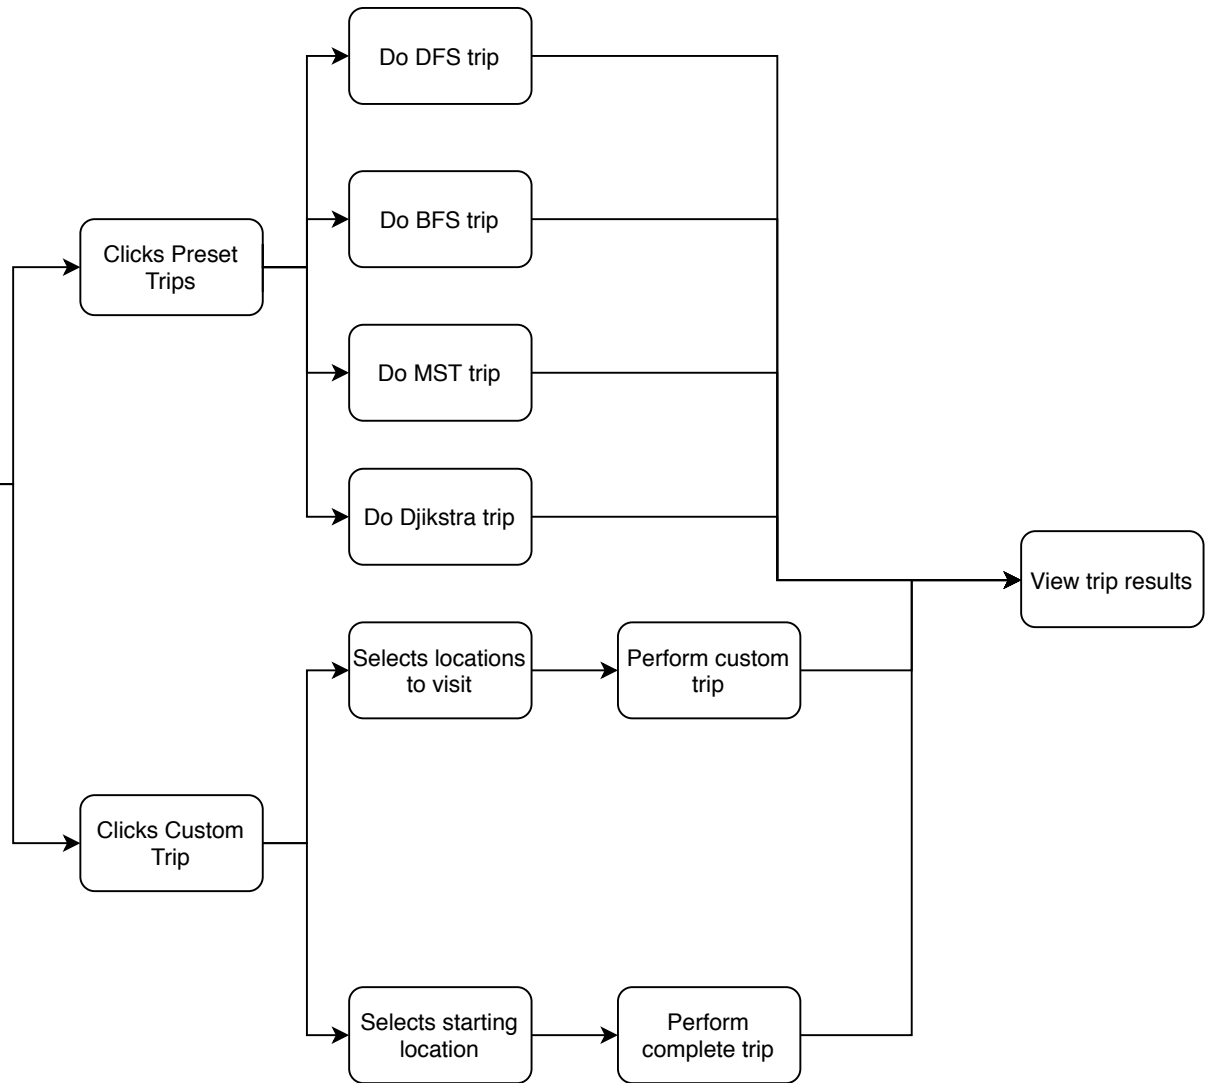 Do DFS trip
Do BFS trip
Clicks Preset
Trips
Do MST trip
Do Djikstra trip
View trip results
Selects locations
to visit
Perform custom
trip
Clicks Custom
Trip
Selects starting
location
Perform
complete trip